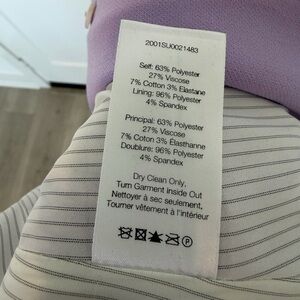 2001SU0021483
Self: 63% Polyester
27% Viscose
7% Cotton 3% Elastane
Lining: 96% Polyester
4% Spandex
Principal: 63% Polyester
27% Viscose
7% Coton 3% Élasthanne
Doublure: 96% Polyester
4% Spandex
Dry Clean Only,
Turn Garment Inside Out
Nettoyer à sec seulement,
Tourner vêtement à l'intérieur
P